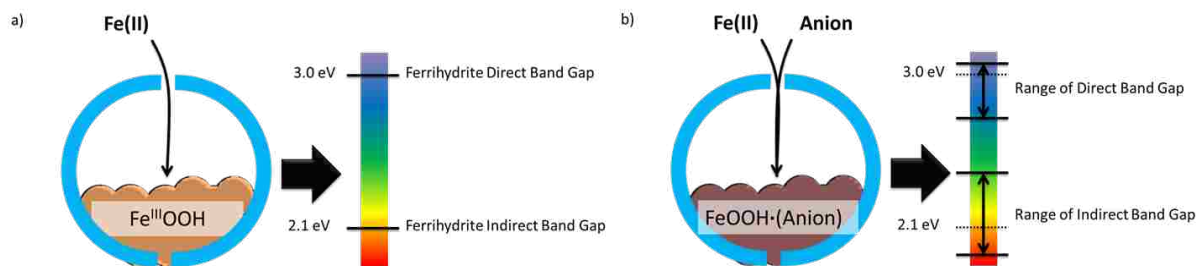 a)
Fe(II)
3.0 eV
Ferrihydrite Direct Band Gap
FeᴵᴵᴵOOH
2.1 eV
Ferrihydrite Indirect Band Gap
b)
Fe(II)
Anion
3.0 eV
Range of Direct Band Gap
FeOOH·(Anion)
2.1 eV
Range of Indirect Band Gap